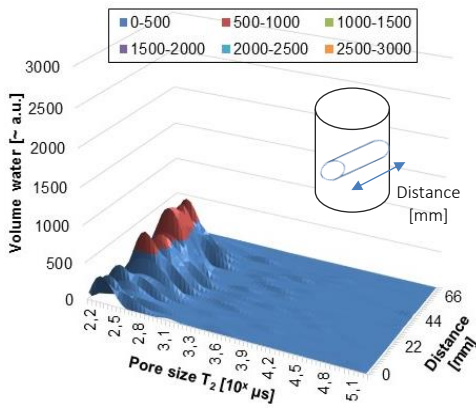 0-500 500-1000 1000-1500
1500-2000 2000-2500 2500-3000
3000
2500
2000
1500
1000
500
0
Volume water [~ a.u.]
Distance
[mm]
2,2
2,5
2,8
3,1
3,3
3,6
3,9
4,2
4,5
4,8
5,1
Pore size T2 [10^x µs]
0
22
44
66
Distance
[mm]